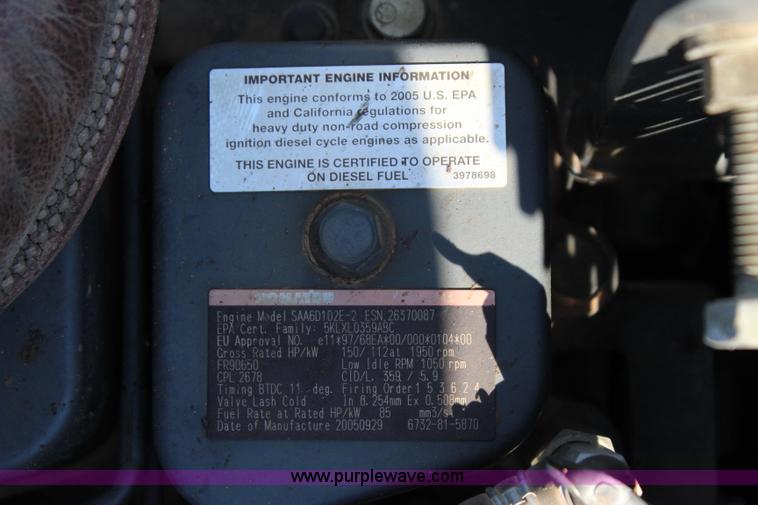 IMPORTANT ENGINE INFORMATION
This engine conforms to 2005 U.S. EPA
and California regulations for
heavy duty non-road compression
ignition diesel cycle engines as applicable.
THIS ENGINE IS CERTIFIED TO OPERATE
ON DIESEL FUEL 3978698
KOMATSU
Engine Model SAA6D102E-2 ESN,26370087
EPA Cert. Family: 5KLXL0359ABC
EU Approval NO. e11*97/68EA*00/000*0104*00
Gross Rated HP/kW 150/112 at 1950 rpm
FR90650 Low Idle RPM 1050 rpm
CPL 2678 CID/L. 359 / 5.9
Timing BTDC 11 deg. Firing Order 1 5 3 6 2 4
Valve Lash Cold In 0.254mm Ex 0.508mm
Fuel Rate at Rated HP/kW 85 mm3/st
Date of Manufacture 20050929 6732-81-5870
www.purplewave.com